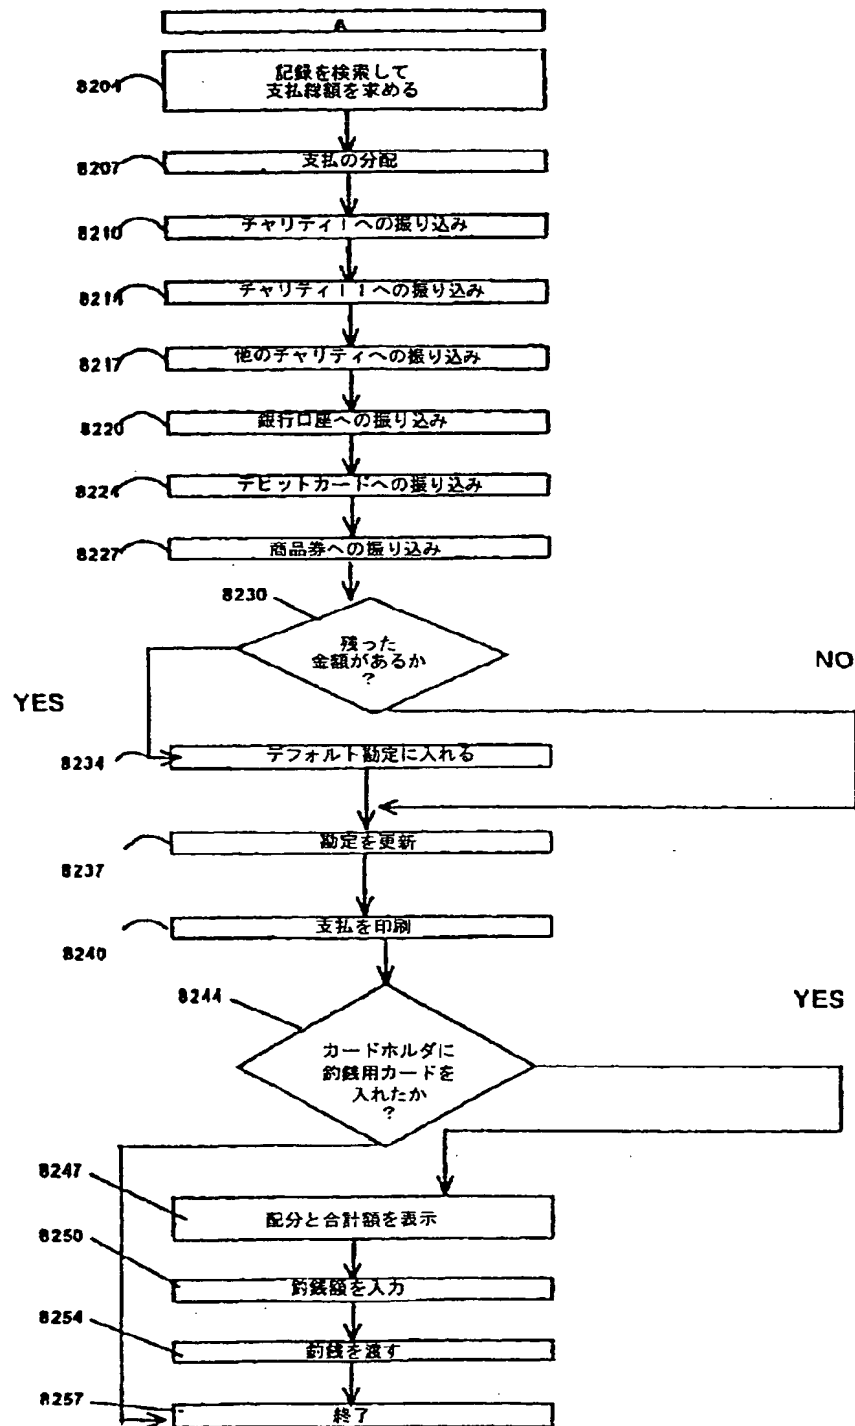 A
8204
記録を検索して
支払総額を求める
8207
支払の分配
8210
チャリティIへの振り込み
8214
チャリティIIへの振り込み
8217
他のチャリティへの振り込み
8220
銀行口座への振り込み
8224
デビットカードへの振り込み
8227
商品券への振り込み
8230
残った
金額があるか
?
NO
YES
8234
デフォルト勘定に入れる
8237
勘定を更新
8240
支払を印刷
8244
YES
カードホルダに
釣銭用カードを
入れたか
?
8247
配分と合計額を表示
8250
釣銭額を入力
8254
釣銭を渡す
8257
終了